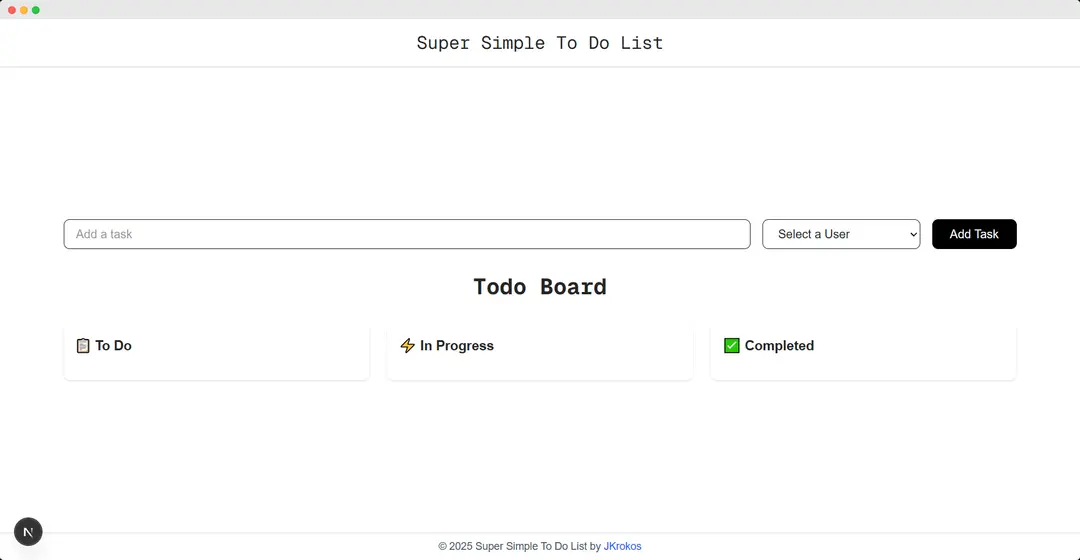 Super Simple To Do List
Add a task
Select a User
Add Task
Todo Board
To Do
In Progress
Completed
N
© 2025 Super Simple To Do List by JKrokos